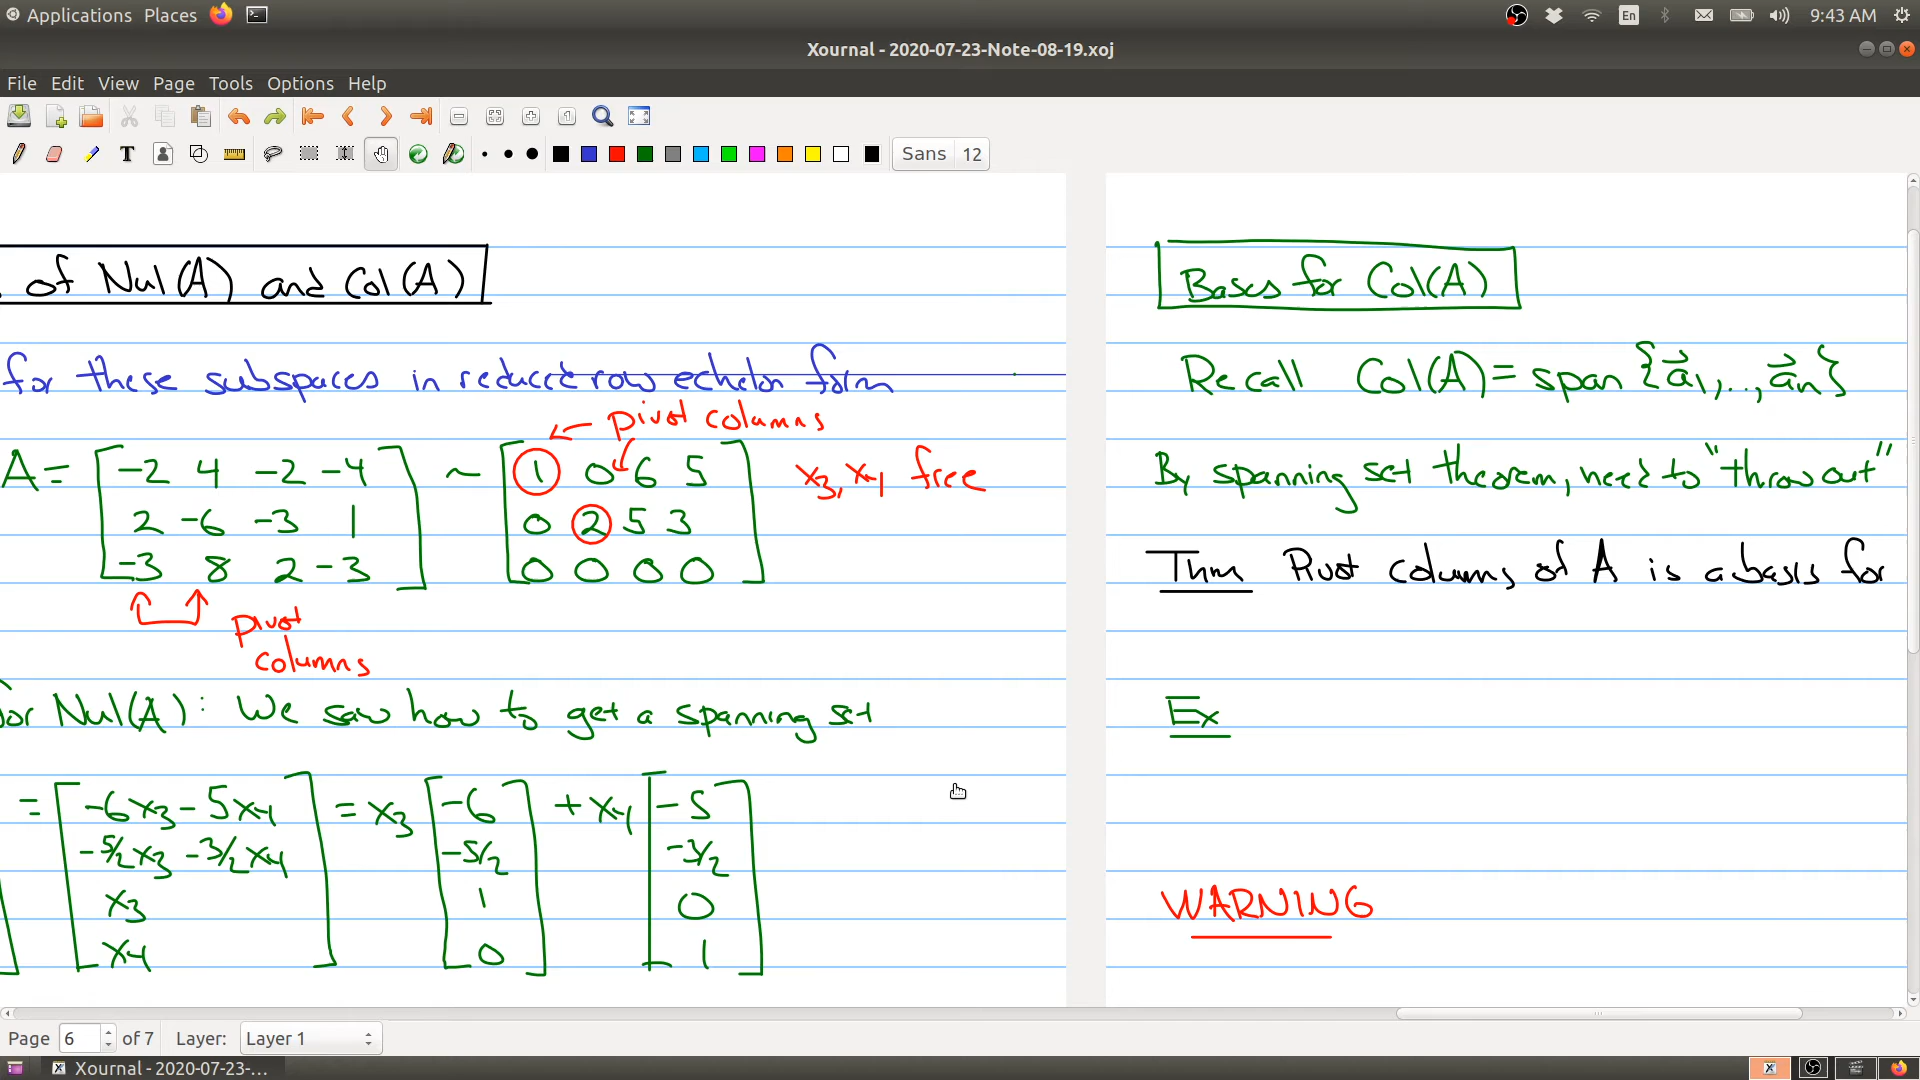 Applications Places En 9:43 AM
Xournal - 2020-07-23-Note-08-19.xoj
File Edit View Page Tools Options Help
Sans 12
of Nul(A) and Col(A)
for these subspaces in reduced row echelon form
pivot columns
A = [ -2 4 -2 -4 ] ~ [ 1 0 6 5 ] x3, x4 free
2 -6 -3 1 0 2 5 3
-3 8 2 -3 0 0 0 0
pivot
columns
for Nul(A): We saw how to get a spanning set
= [ -6x3 - 5x4 ] = x3 [ -6 ] + x4 [ -5 ]
-5/2x3 -3/2x4 -5/2 -3/2
x3 1 0
x4 0 1
Bases for Col(A)
Recall Col(A) = span {a⃗1, .., a⃗n}
By spanning set theorem, need to "throw out"
Thm Pivot columns of A is a basis for
Ex
WARNING
Page 6 of 7 Layer: Layer 1
Xournal - 2020-07-23-...